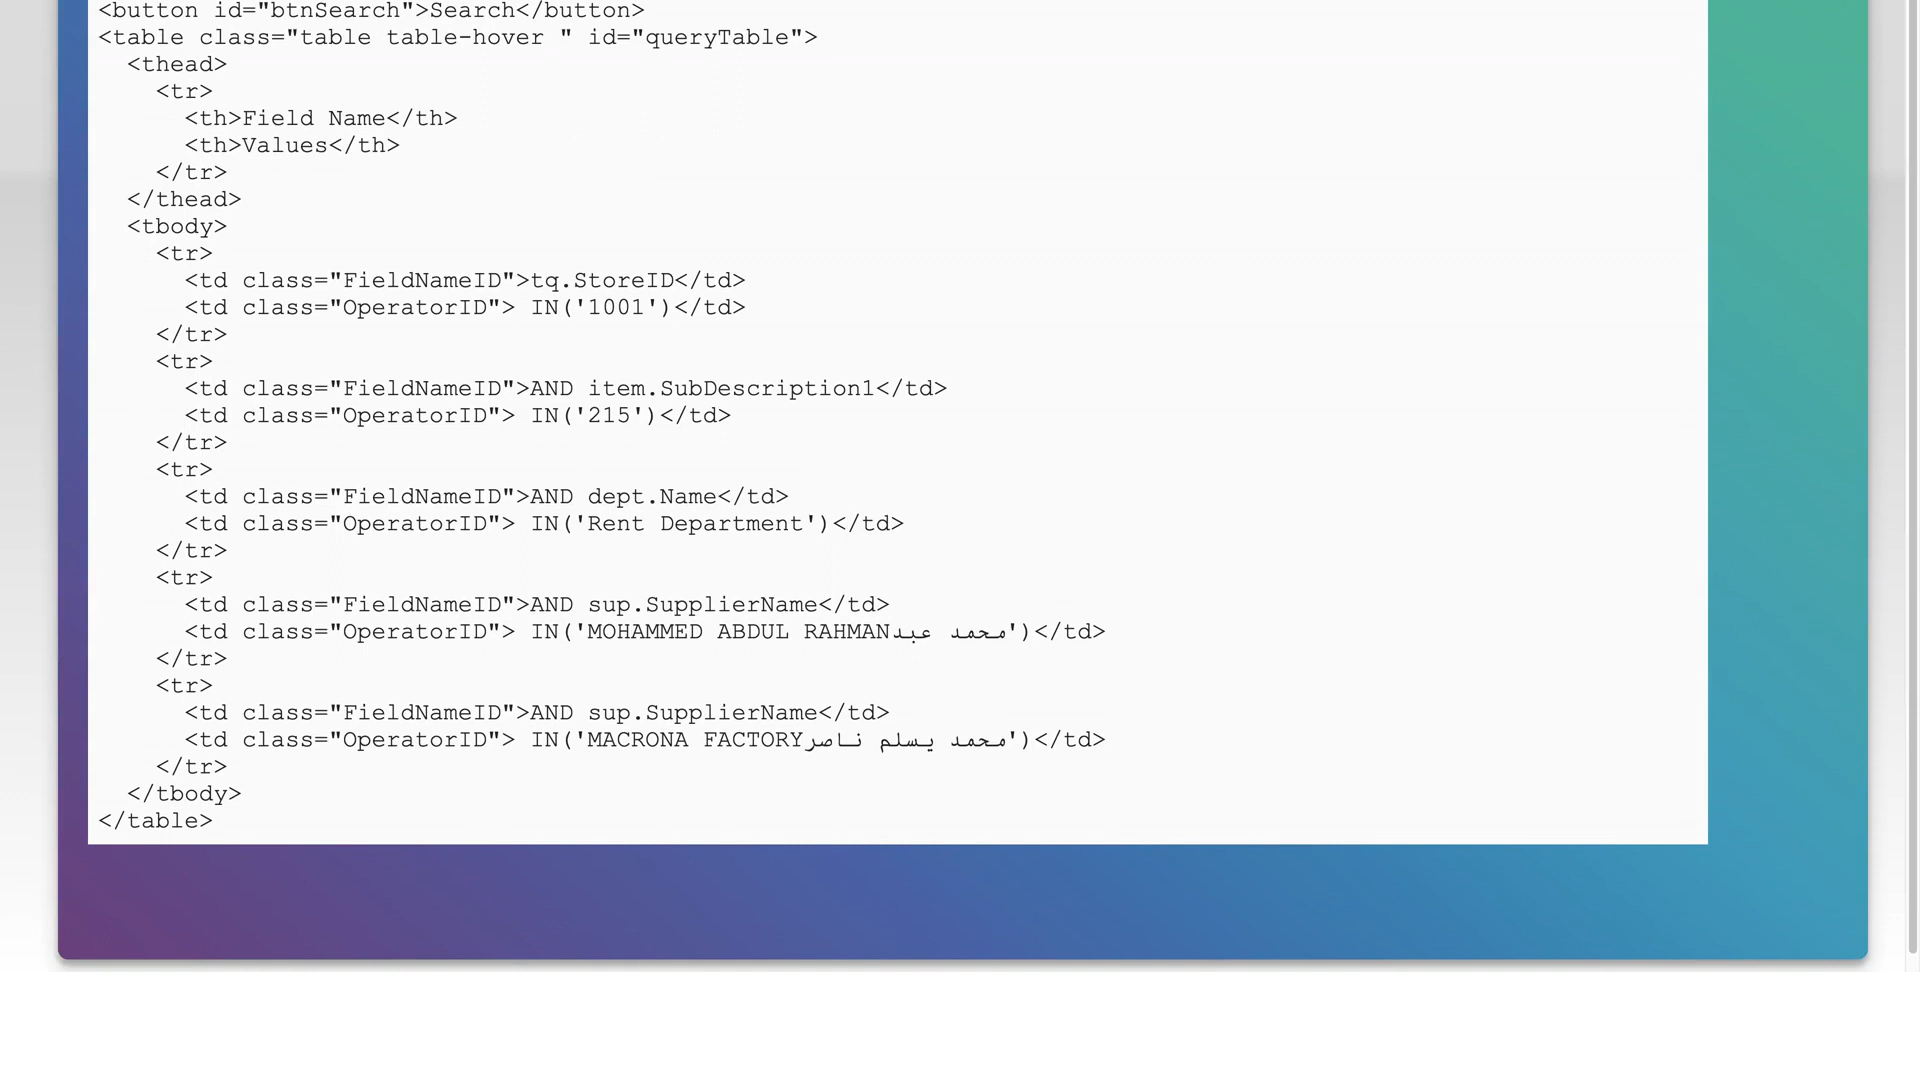 <button id="btnSearch">Search</button>
<table class="table table-hover " id="queryTable">
  <thead>
    <tr>
      <th>Field Name</th>
      <th>Values</th>
    </tr>
  </thead>
  <tbody>
    <tr>
      <td class="FieldNameID">tq.StoreID</td>
      <td class="OperatorID"> IN('1001')</td>
    </tr>
    <tr>
      <td class="FieldNameID">AND item.SubDescription1</td>
      <td class="OperatorID"> IN('215')</td>
    </tr>
    <tr>
      <td class="FieldNameID">AND dept.Name</td>
      <td class="OperatorID"> IN('Rent Department')</td>
    </tr>
    <tr>
      <td class="FieldNameID">AND sup.SupplierName</td>
      <td class="OperatorID"> IN('MOHAMMED ABDUL RAHMANمحمد عبد')</td>
    </tr>
    <tr>
      <td class="FieldNameID">AND sup.SupplierName</td>
      <td class="OperatorID"> IN('MACRONA FACTORYمحمد يسلم ناصر')</td>
    </tr>
  </tbody>
</table>